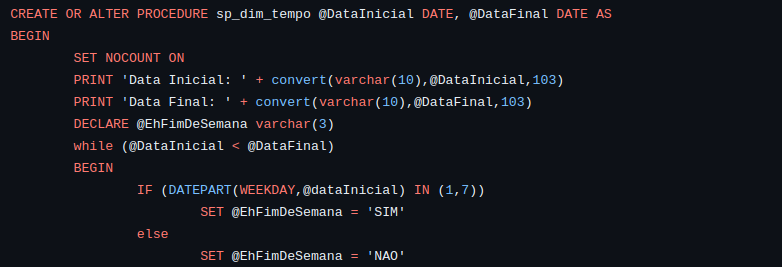 CREATE OR ALTER PROCEDURE sp_dim_tempo @DataInicial DATE, @DataFinal DATE AS
BEGIN
SET NOCOUNT ON
PRINT 'Data Inicial: ' + convert(varchar(10),@DataInicial,103)
PRINT 'Data Final: ' + convert(varchar(10),@DataFinal,103)
DECLARE @EhFimDeSemana varchar(3)
while (@DataInicial < @DataFinal)
BEGIN
IF (DATEPART(WEEKDAY,@dataInicial) IN (1,7))
SET @EhFimDeSemana = 'SIM'
else
SET @EhFimDeSemana = 'NAO'